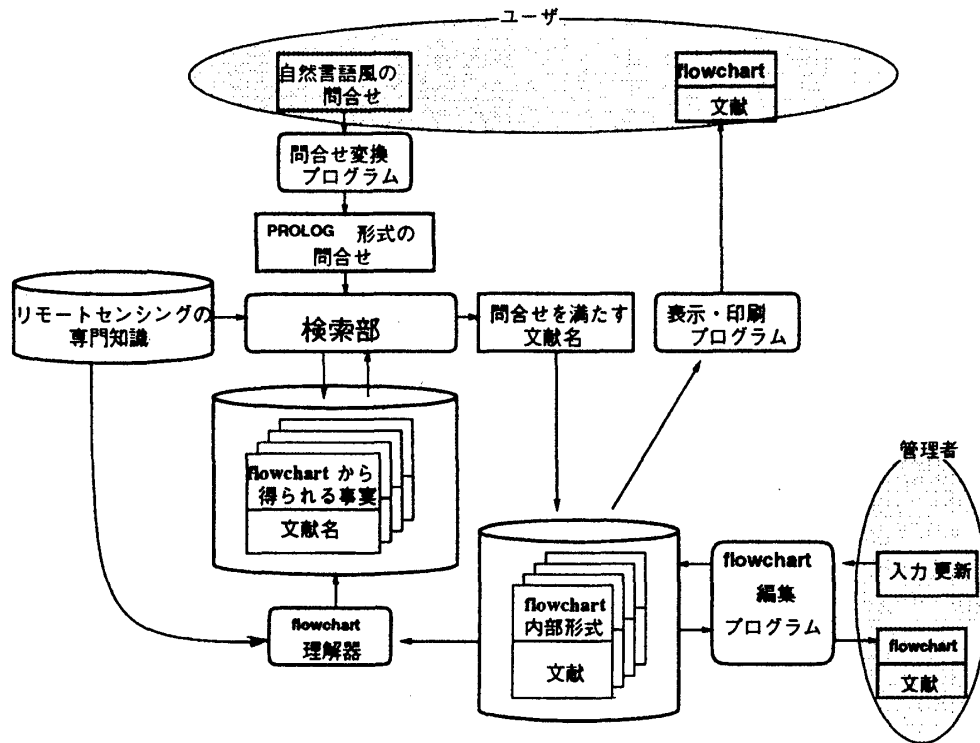 ユーザ
自然言語風の
問合せ
flowchart
文献
問合せ変換
プログラム
PROLOG 形式の
問合せ
リモートセンシングの
専門知識
検索部
問合せを満たす
文献名
表示・印刷
プログラム
flowchart から
得られる事実
文献名
管理者
flowchart
内部形式
文献
flowchart
編集
プログラム
入力 更新
flowchart
理解器
flowchart
文献